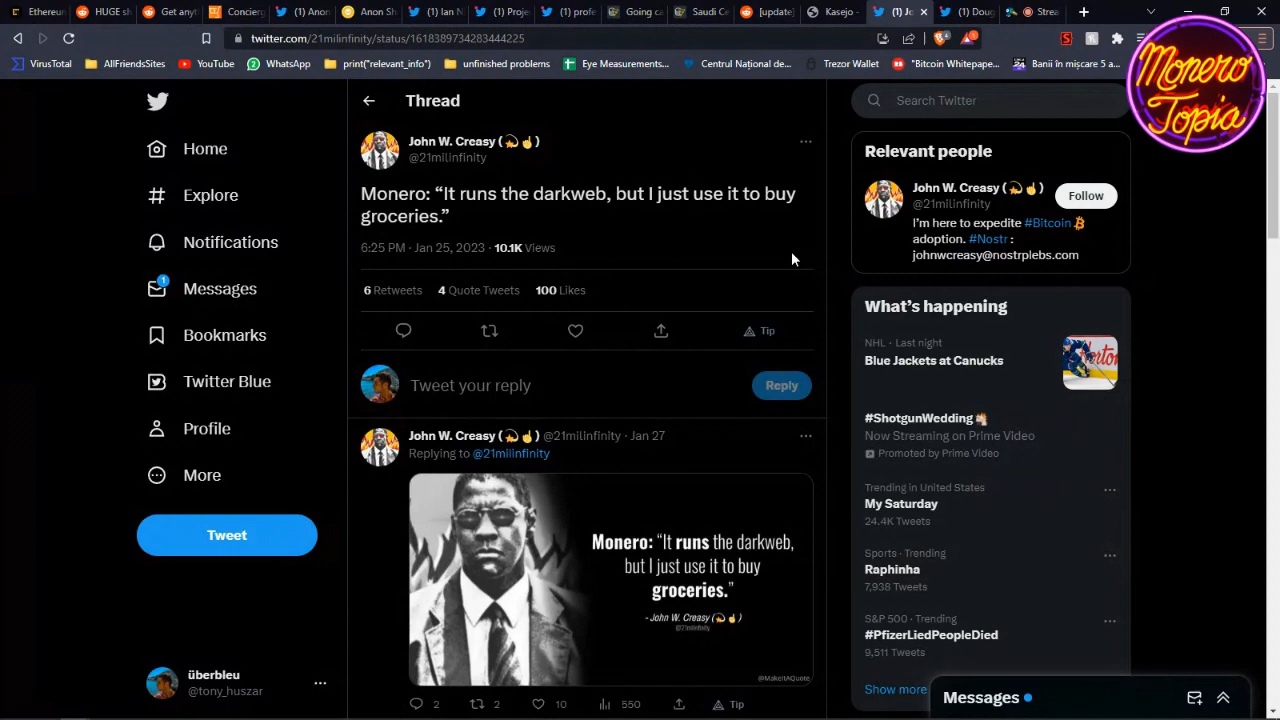 Ethereum
HUGE sh
Get anyt
Concierg
(1) Anon
Anon Sh
(1) Ian N
(1) Proje
(1) profe
Going ca
Saudi Ce
[update]
Kasejo -
(1) Jo
(1) Doug
Strea
twitter.com/21milinfinity/status/1618389734283444225
VirusTotal
AllFriendsSites
YouTube
WhatsApp
print("relevant_info")
unfinished problems
Eye Measurements...
Centrul Naţional de...
Trezor Wallet
"Bitcoin Whitepape...
Banii în mișcare 5 a...
Monero
Topia
Home
Explore
Notifications
1
Messages
Bookmarks
Twitter Blue
Profile
More
Tweet
überbleu
@tony_huszar
Thread
John W. Creasy (💫☝️)
@21milinfinity
Monero: “It runs the darkweb, but I just use it to buy
groceries.”
6:25 PM · Jan 25, 2023 · 10.1K Views
6 Retweets 4 Quote Tweets 100 Likes
Tip
Tweet your reply
Reply
John W. Creasy (💫☝️) @21milinfinity · Jan 27
Replying to @21milinfinity
Monero: “It runs the darkweb,
but I just use it to buy
groceries.”
- John W. Creasy (💫☝️)
@21milinfinity
@MakeItAQuote
2 2 10 550 Tip
Search Twitter
Relevant people
John W. Creasy (💫☝️)
@21milinfinity
Follow
I’m here to expedite #Bitcoin
adoption. #Nostr :
johnwcreasy@nostrplebs.com
What’s happening
NHL · Last night
Blue Jackets at Canucks
#ShotgunWedding
Now Streaming on Prime Video
Promoted by Prime Video
Trending in United States
My Saturday
24.4K Tweets
Sports · Trending
Raphinha
7,938 Tweets
S&P 500 · Trending
#PfizerLiedPeopleDied
9,511 Tweets
Show more
Messages